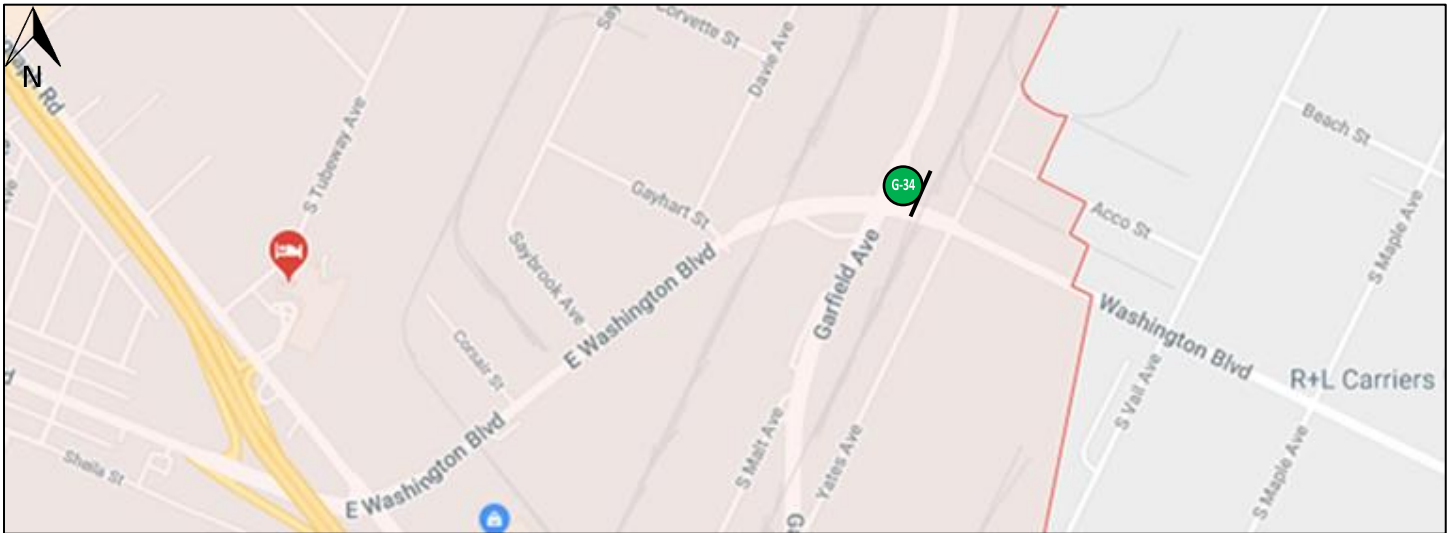 N
Rd
S Tubeway Ave
Say
Corvette St
Davie Ave
Beach St
G-34
Gayhart St
Acco St
S Maple Ave
Saybrook Ave
E Washington Blvd
Garfield Ave
Washington Blvd
Corsair St
S Vail Ave
R+L Carriers
S Malt Ave
Yates Ave
S Maple Ave
Sheila St
E Washington Blvd